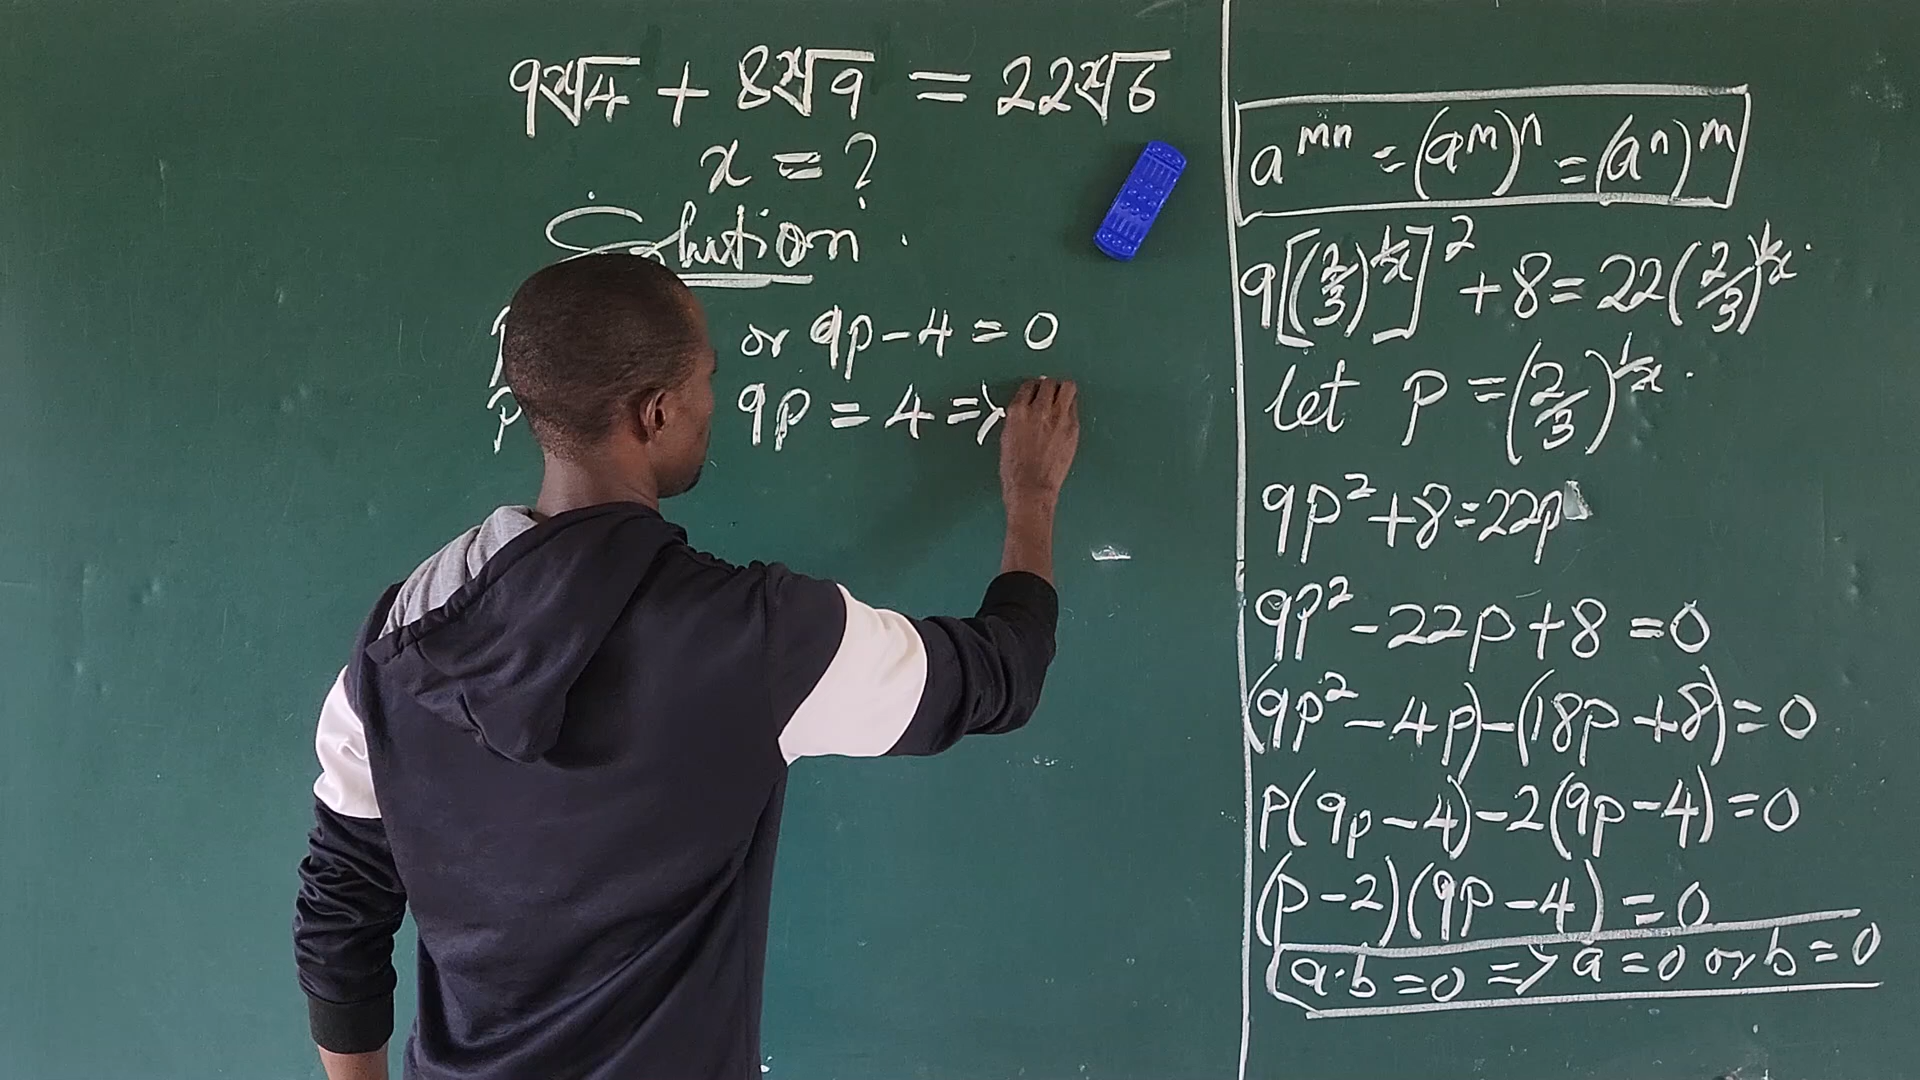 9ˣ√4 + 8ˣ√9 = 22ˣ√6
x = ?
Solution.
or 9p - 4 = 0
p 9p = 4 =>
a^mn = (a^m)^n = (a^n)^m
9[(2/3)^1/x]^2 + 8 = 22(2/3)^1/x.
let p = (2/3)^1/x.
9p² + 8 = 22p
9p² - 22p + 8 = 0
(9p² - 4p) - (18p + 8) = 0
p(9p - 4) - 2(9p - 4) = 0
(p - 2)(9p - 4) = 0
a·b = 0 => a = 0 or b = 0